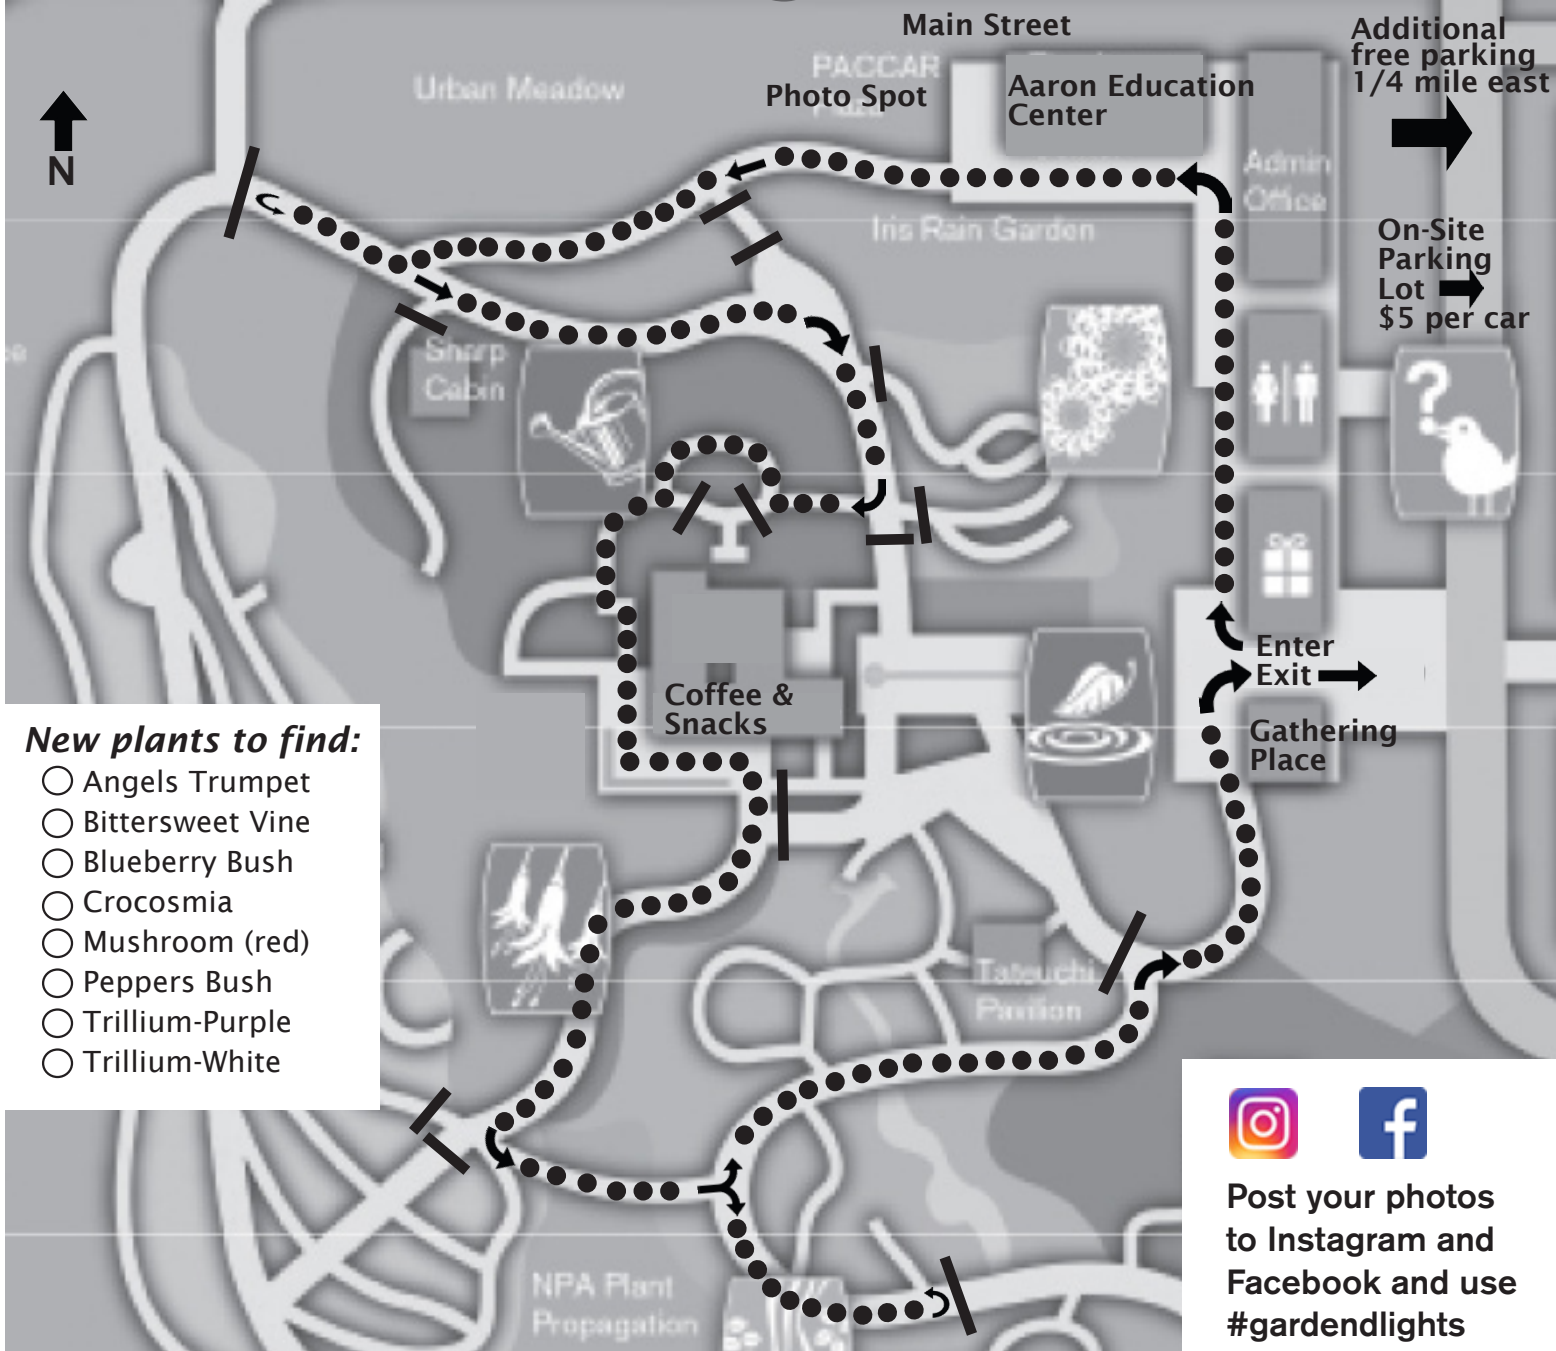 Main Street
Additional
free parking
1/4 mile east
Urban Meadow
PACCAR
Photo Spot
Aaron Education
Center
N
Admin
Office
Iris Rain Garden
On-Site
Parking
Lot
$5 per car
Sharp
Cabin
?
Enter
Exit
Coffee &
Snacks
Gathering
Place
New plants to find:
Angels Trumpet
Bittersweet Vine
Blueberry Bush
Crocosmia
Mushroom (red)
Peppers Bush
Trillium-Purple
Trillium-White
Tateuchi
Pavilion
NPA Plant
Propagation
Post your photos
to Instagram and
Facebook and use
#gardendlights